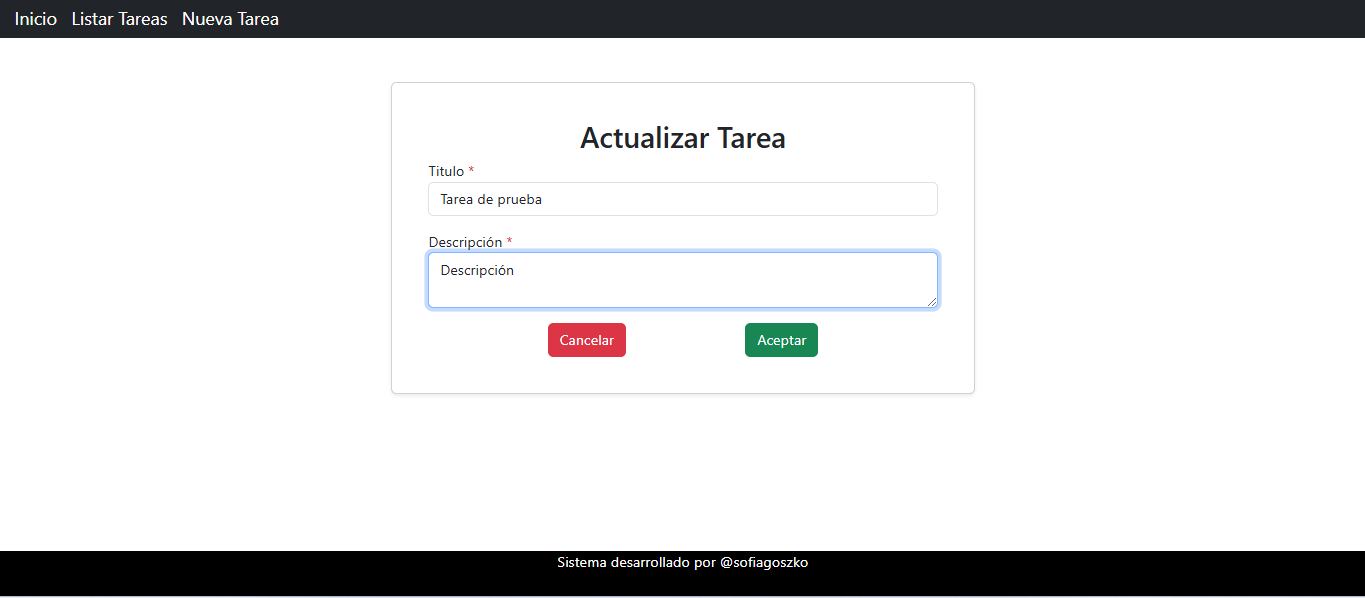 Inicio Listar Tareas Nueva Tarea
Actualizar Tarea
Titulo *
Tarea de prueba
Descripción *
Descripción
Cancelar Aceptar
Sistema desarrollado por @sofiagoszko